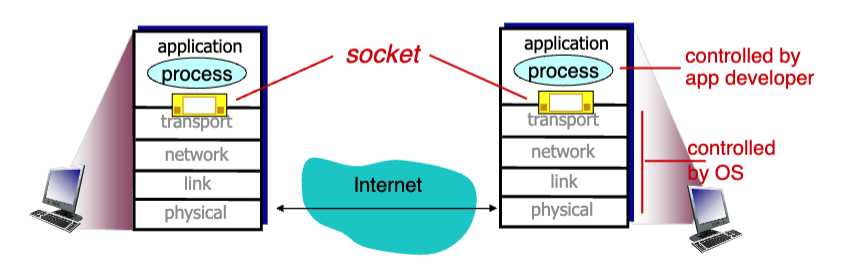 application
process
transport
network
link
physical
socket
Internet
application
process
transport
network
link
physical
controlled by
app developer
controlled
by OS